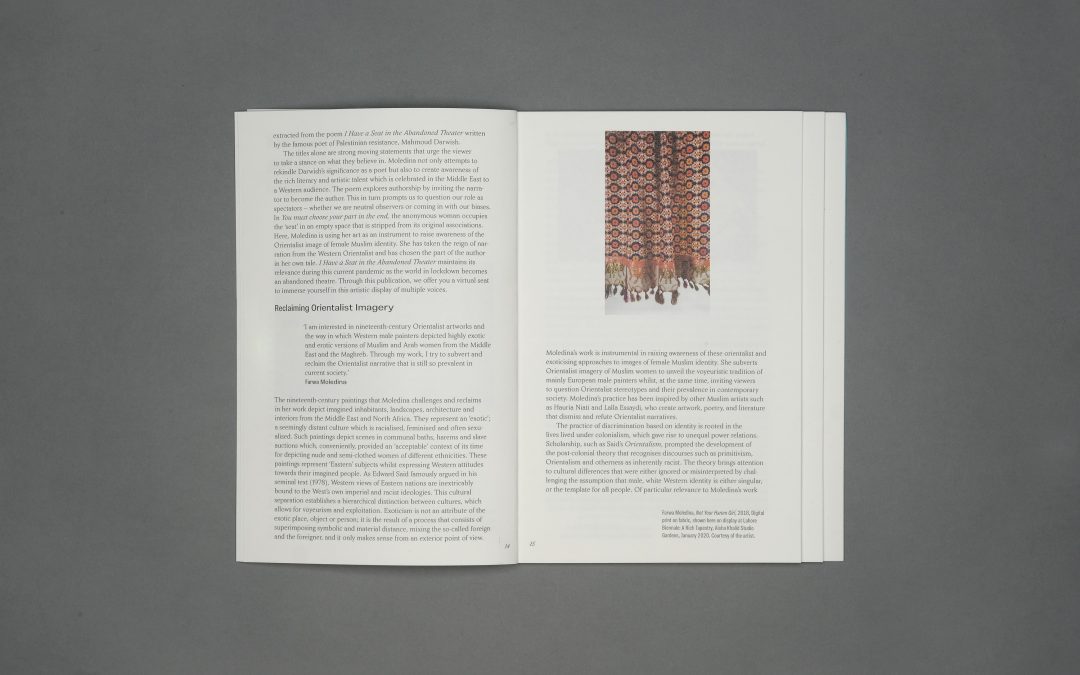 extracted from the poem I Have a Seat in the Abandoned Theater written
by the famous poet of Palestinian resistance, Mahmoud Darwish.
The titles alone are strong moving statements that urge the viewer
to take a stance on what they believe in. Moledina not only attempts to
rekindle Darwish's significance as a poet but also to create awareness of
the rich literacy and artistic talent which is celebrated in the Middle East to
a Western audience. The poem explores authorship by inviting the narra-
tor to become the author. This in turn prompts us to question our role as
spectators – whether we are neutral observers or coming in with our biases.
In You must choose your part in the end, the anonymous woman occupies
the 'seat' in an empty space that is stripped from its original associations.
Here, Moledina is using her art as an instrument to raise awareness of the
Orientalist image of female Muslim identity. She has taken the reign of nar-
ration from the Western Orientalist and has chosen the part of the author
in her own tale. I Have a Seat in the Abandoned Theater maintains its
relevance during this current pandemic as the world in lockdown becomes
an abandoned theatre. Through this publication, we offer you a virtual seat
to immerse yourself in this artistic display of multiple voices.
Reclaiming Orientalist Imagery
'I am interested in nineteenth-century Orientalist artworks and
the way in which Western male painters depicted highly exotic
and erotic versions of Muslim and Arab women from the Middle
East and the Maghreb. Through my work, I try to subvert and
reclaim the Orientalist narrative that is still so prevalent in
current society.'
Farwa Moledina
The nineteenth-century paintings that Moledina challenges and reclaims
in her work depict imagined inhabitants, landscapes, architecture and
interiors from the Middle East and North Africa. They represent an 'exotic';
a seemingly distant culture which is racialised, feminised and often sexu-
alised. Such paintings depict scenes in communal baths, harems and slave
auctions which, conveniently, provided an 'acceptable' context of its time
for depicting nude and semi-clothed women of different ethnicities. These
paintings represent 'Eastern' subjects whilst expressing Western attitudes
towards their imagined people. As Edward Said famously argued in his
seminal text (1978), Western views of Eastern nations are inextricably
bound to the West's own imperial and racist ideologies. This cultural
separation establishes a hierarchical distinction between cultures, which
allows for voyeurism and exploitation. Exoticism is not an attribute of the
exotic place, object or person; it is the result of a process that consists of
superimposing symbolic and material distance, mixing the so-called foreign
and the foreigner, and it only makes sense from an exterior point of view.
14
15
Moledina's work is instrumental in raising awareness of these orientalist and
exoticising approaches to images of female Muslim identity. She subverts
Orientalist imagery of Muslim women to unveil the voyeuristic tradition of
mainly European male painters whilst, at the same time, inviting viewers
to question Orientalist stereotypes and their prevalence in contemporary
society. Moledina's practice has been inspired by other Muslim artists such
as Houria Niati and Lalla Essaydi, who create artwork, poetry, and literature
that dismiss and refute Orientalist narratives.
The practice of discrimination based on identity is rooted in the
lives lived under colonialism, which gave rise to unequal power relations.
Scholarship, such as Said's Orientalism, prompted the development of
the post-colonial theory that recognises discourses such as primitivism,
Orientalism and otherness as inherently racist. The theory brings attention
to cultural differences that were either ignored or misinterpreted by chal-
lenging the assumption that male, white Western identity is either singular,
or the template for all people. Of particular relevance to Moledina's work
Farwa Moledina, Not Your Harem Girl, 2018, Digital
print on fabric, shown here on display at Lahore
Biennale: A Rich Tapestry, Aisha Khalid Studio
Gardens, January 2020. Courtesy of the artist.